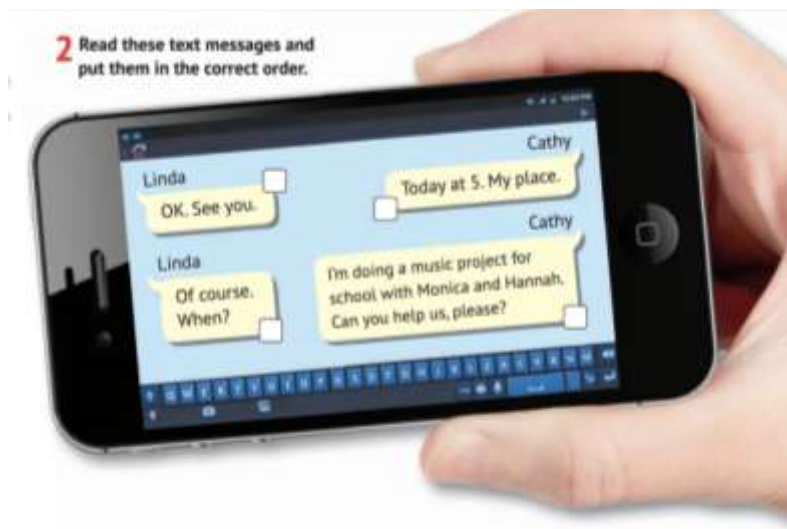 2 Read these text messages and
put them in the correct order.
Linda
OK. See you.
Cathy
Today at 5. My place.
Linda
Of course.
When?
Cathy
I'm doing a music project for
school with Monica and Hannah.
Can you help us, please?